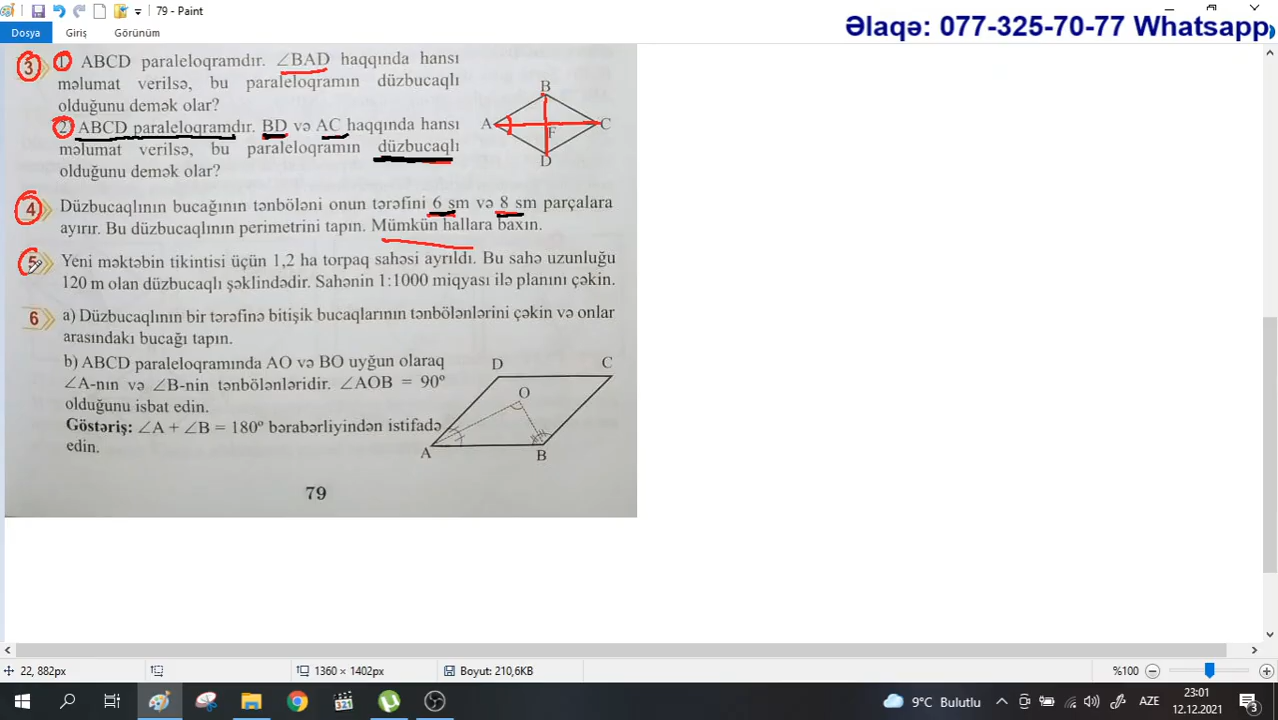 79 - Paint
Əlaqə: 077-325-70-77 Whatsapp
Dosya Giriş Görünüm
3 1) ABCD paraleloqramdır. ∠BAD haqqında hansı
məlumat verilsə, bu paraleloqramın düzbucaqlı
olduğunu demək olar?
2) ABCD paraleloqramdır. BD və AC haqqında hansı
məlumat verilsə, bu paraleloqramın düzbucaqlı
olduğunu demək olar?
B
A F C
D
4 Düzbucaqlının bucağının tənböləni onun tərəfini 6 sm və 8 sm parçalara
ayırır. Bu düzbucaqlının perimetrini tapın. Mümkün hallara baxın.
5 Yeni məktəbin tikintisi üçün 1,2 ha torpaq sahəsi ayrıldı. Bu sahə uzunluğu
120 m olan düzbucaqlı şəklindədir. Sahənin 1:1000 miqyası ilə planını çəkin.
6 a) Düzbucaqlının bir tərəfinə bitişik bucaqlarının tənbölənlərini çəkin və onlar
arasındakı bucağı tapın.
b) ABCD paraleloqramında AO və BO uyğun olaraq
∠A-nın və ∠B-nin tənbölənləridir. ∠AOB = 90°
olduğunu isbat edin.
Göstəriş: ∠A + ∠B = 180° bərabərliyindən istifadə
edin.
D C
O
A B
79
22, 882px
1360 × 1402px
Boyut: 210,6KB
%100
9°C Bulutlu
AZE
23:01
12.12.2021
3